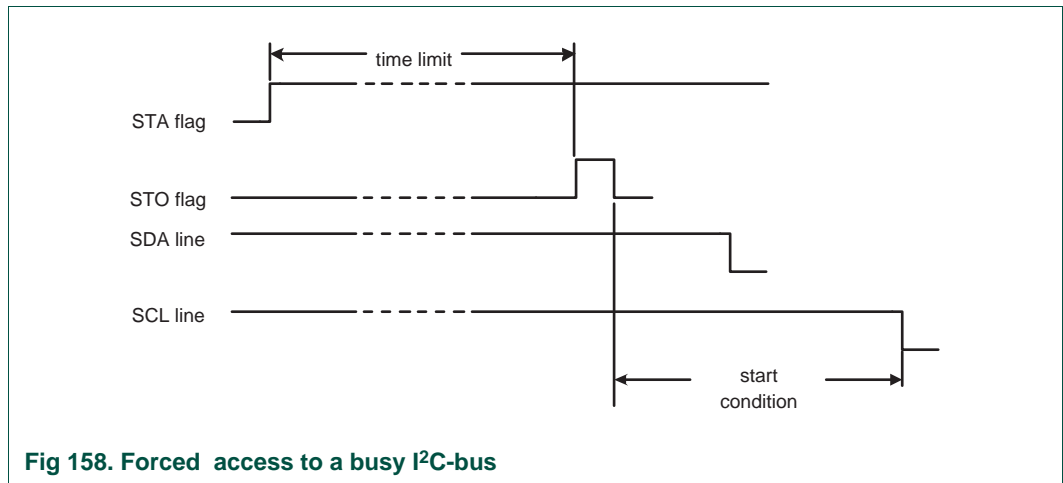 time limit
STA flag
STO flag
SDA line
SCL line
start
condition
Fig 158. Forced access to a busy I²C-bus